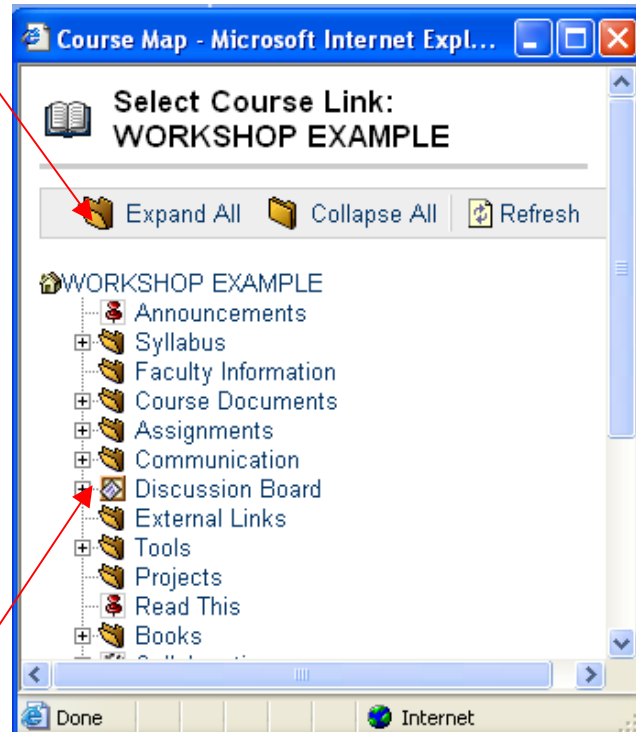 Course Map - Microsoft Internet Expl...
Select Course Link:
WORKSHOP EXAMPLE
Expand All Collapse All Refresh
WORKSHOP EXAMPLE
Announcements
Syllabus
Faculty Information
Course Documents
Assignments
Communication
Discussion Board
External Links
Tools
Projects
Read This
Books
Done Internet